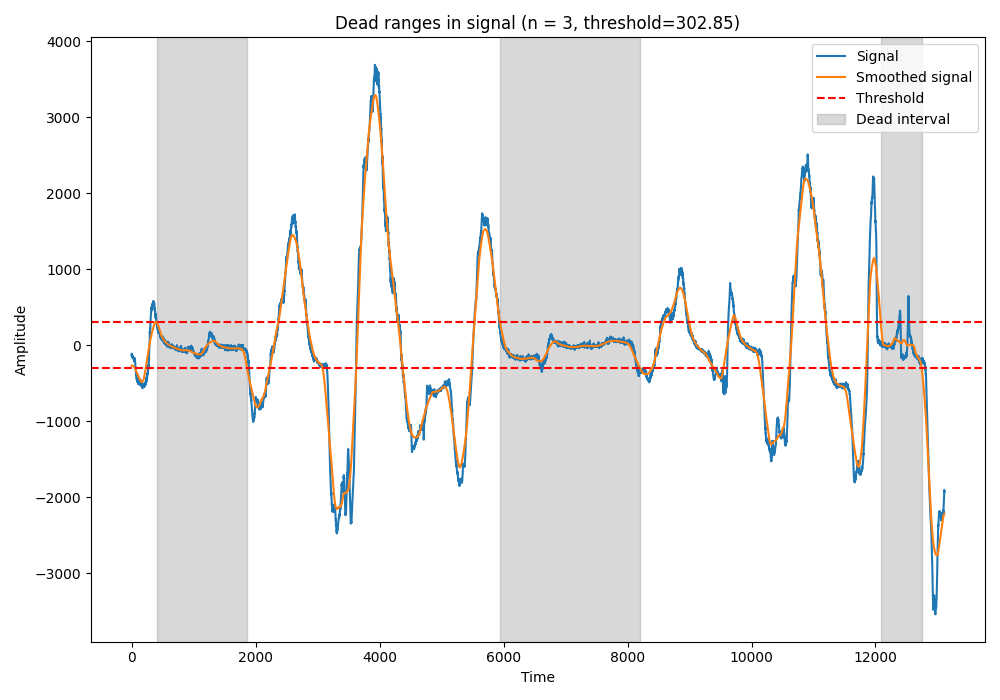 Dead ranges in signal (n = 3, threshold=302.85)
Signal
Smoothed signal
Threshold
Dead interval
Amplitude
4000
3000
2000
1000
0
−1000
−2000
−3000
0 2000 4000 6000 8000 10000 12000
Time